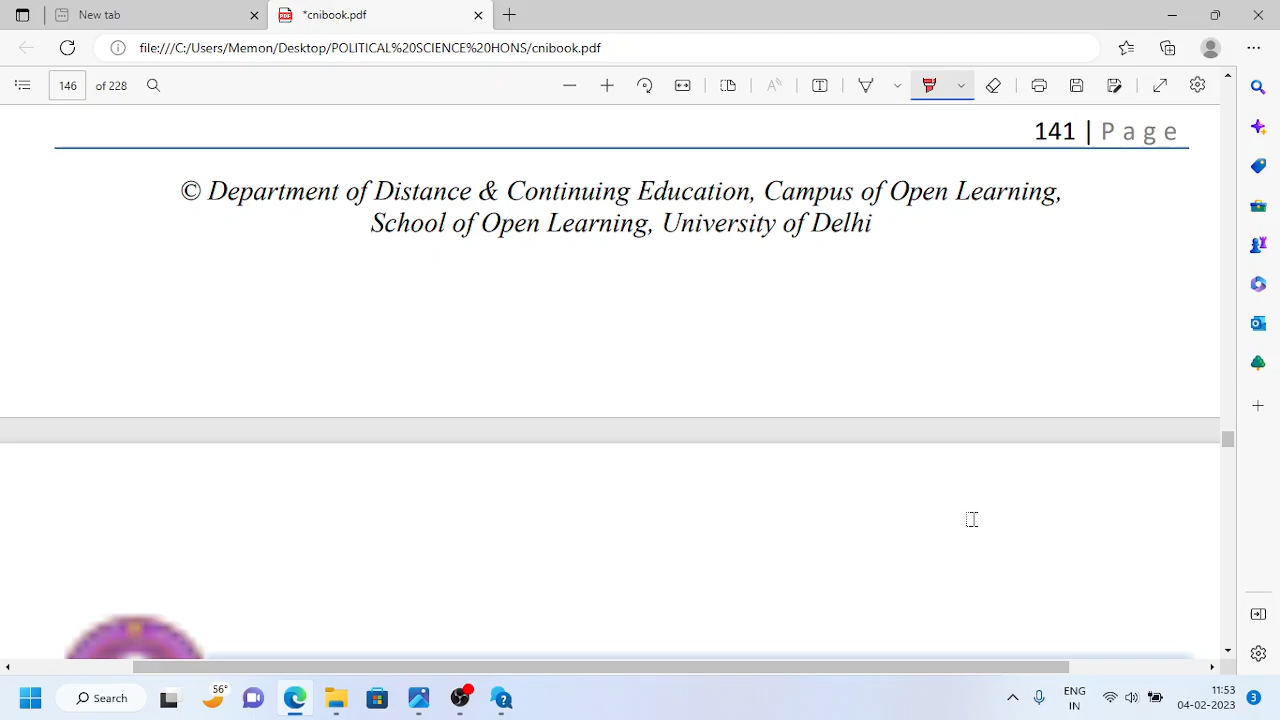 New tab
*cnibook.pdf
file:///C:/Users/Memon/Desktop/POLITICAL%20SCIENCE%20HONS/cnibook.pdf
146 of 228
141 | P a g e
© Department of Distance & Continuing Education, Campus of Open Learning,
School of Open Learning, University of Delhi
Search
56°
ENG
IN
11:53
04-02-2023
3